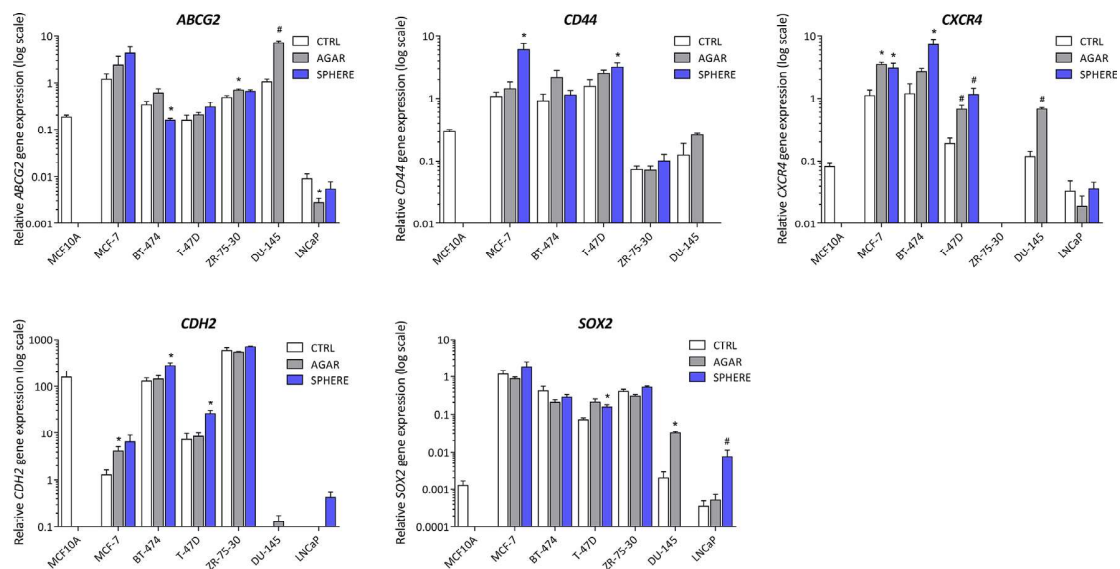 ABCG2
Relative ABCG2 gene expression (log scale)
10
1
0.1
0.01
0.001
#
*
*
*
CTRL
AGAR
SPHERE
MCF10A
MCF-7
BT-474
T-47D
ZR-75-30
DU-145
LNCaP
CD44
Relative CD44 gene expression (log scale)
10
1
0.1
0.01
*
*
CTRL
AGAR
SPHERE
MCF10A
MCF-7
BT-474
T-47D
ZR-75-30
DU-145
CXCR4
Relative CXCR4 gene expression (log scale)
10
1
0.1
0.01
* *
*
# #
#
CTRL
AGAR
SPHERE
MCF10A
MCF-7
BT-474
T-47D
ZR-75-30
DU-145
LNCaP
CDH2
Relative CDH2 gene expression (log scale)
1000
100
10
1
0.1
*
*
*
CTRL
AGAR
SPHERE
MCF10A
MCF-7
BT-474
T-47D
ZR-75-30
DU-145
LNCaP
SOX2
Relative SOX2 gene expression (log scale)
10
1
0.1
0.01
0.001
0.0001
*
*
#
CTRL
AGAR
SPHERE
MCF10A
MCF-7
BT-474
T-47D
ZR-75-30
DU-145
LNCaP